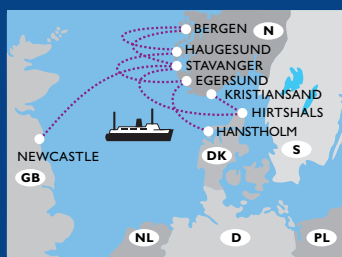 BERGEN
N
HAUGESUND
STAVANGER
EGERSUND
KRISTIANSAND
HIRTSHALS
HANSTHOLM
NEWCASTLE
S
DK
GB
NL
D
PL